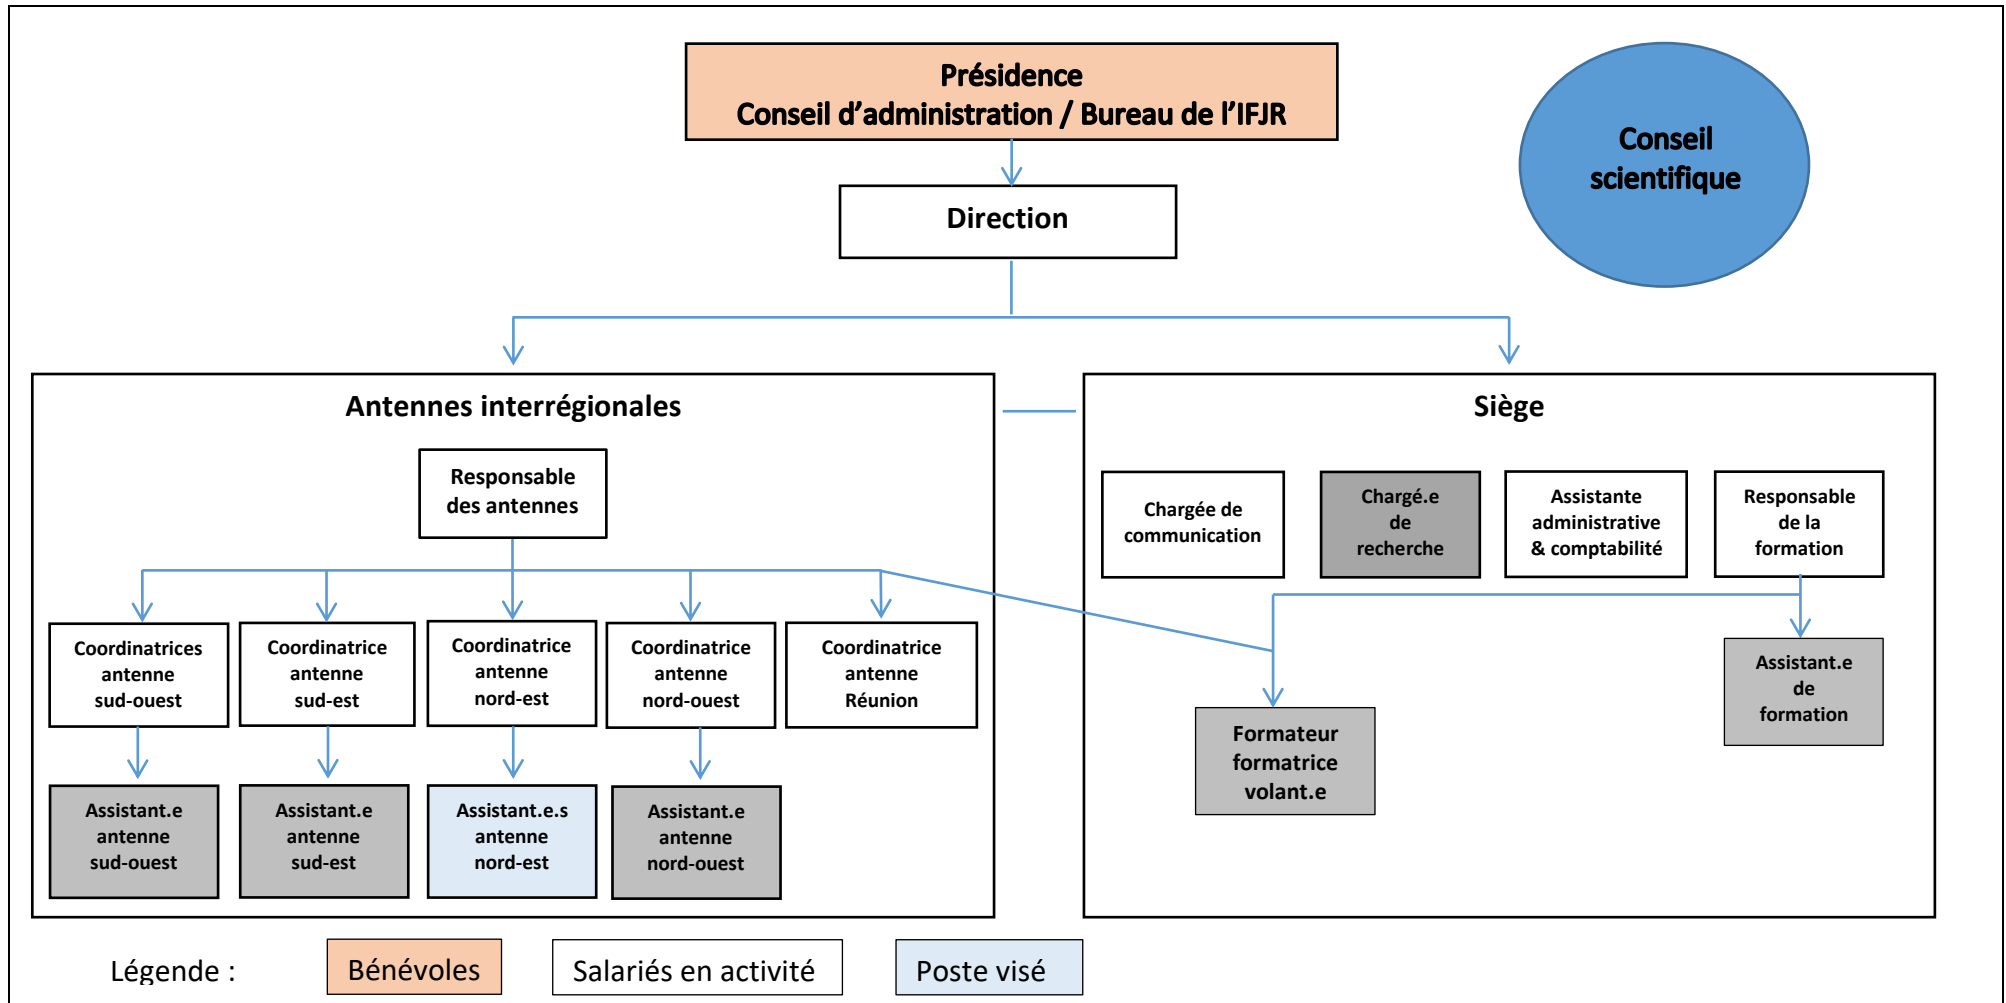 Présidence
Conseil d’administration / Bureau de l’IFJR
Conseil
scientifique
Direction
Antennes interrégionales
Responsable
des antennes
Coordinatrices
antenne
sud-ouest
Coordinatrice
antenne
sud-est
Coordinatrice
antenne
nord-est
Coordinatrice
antenne
nord-ouest
Coordinatrice
antenne
Réunion
Assistant.e
antenne
sud-ouest
Assistant.e
antenne
sud-est
Assistant.e.s
antenne
nord-est
Assistant.e
antenne
nord-ouest
Siège
Chargée de
communication
Chargé.e
de
recherche
Assistante
administrative
& comptabilité
Responsable
de la
formation
Assistant.e
de
formation
Formateur
formatrice
volant.e
Légende :
Bénévoles
Salariés en activité
Poste visé